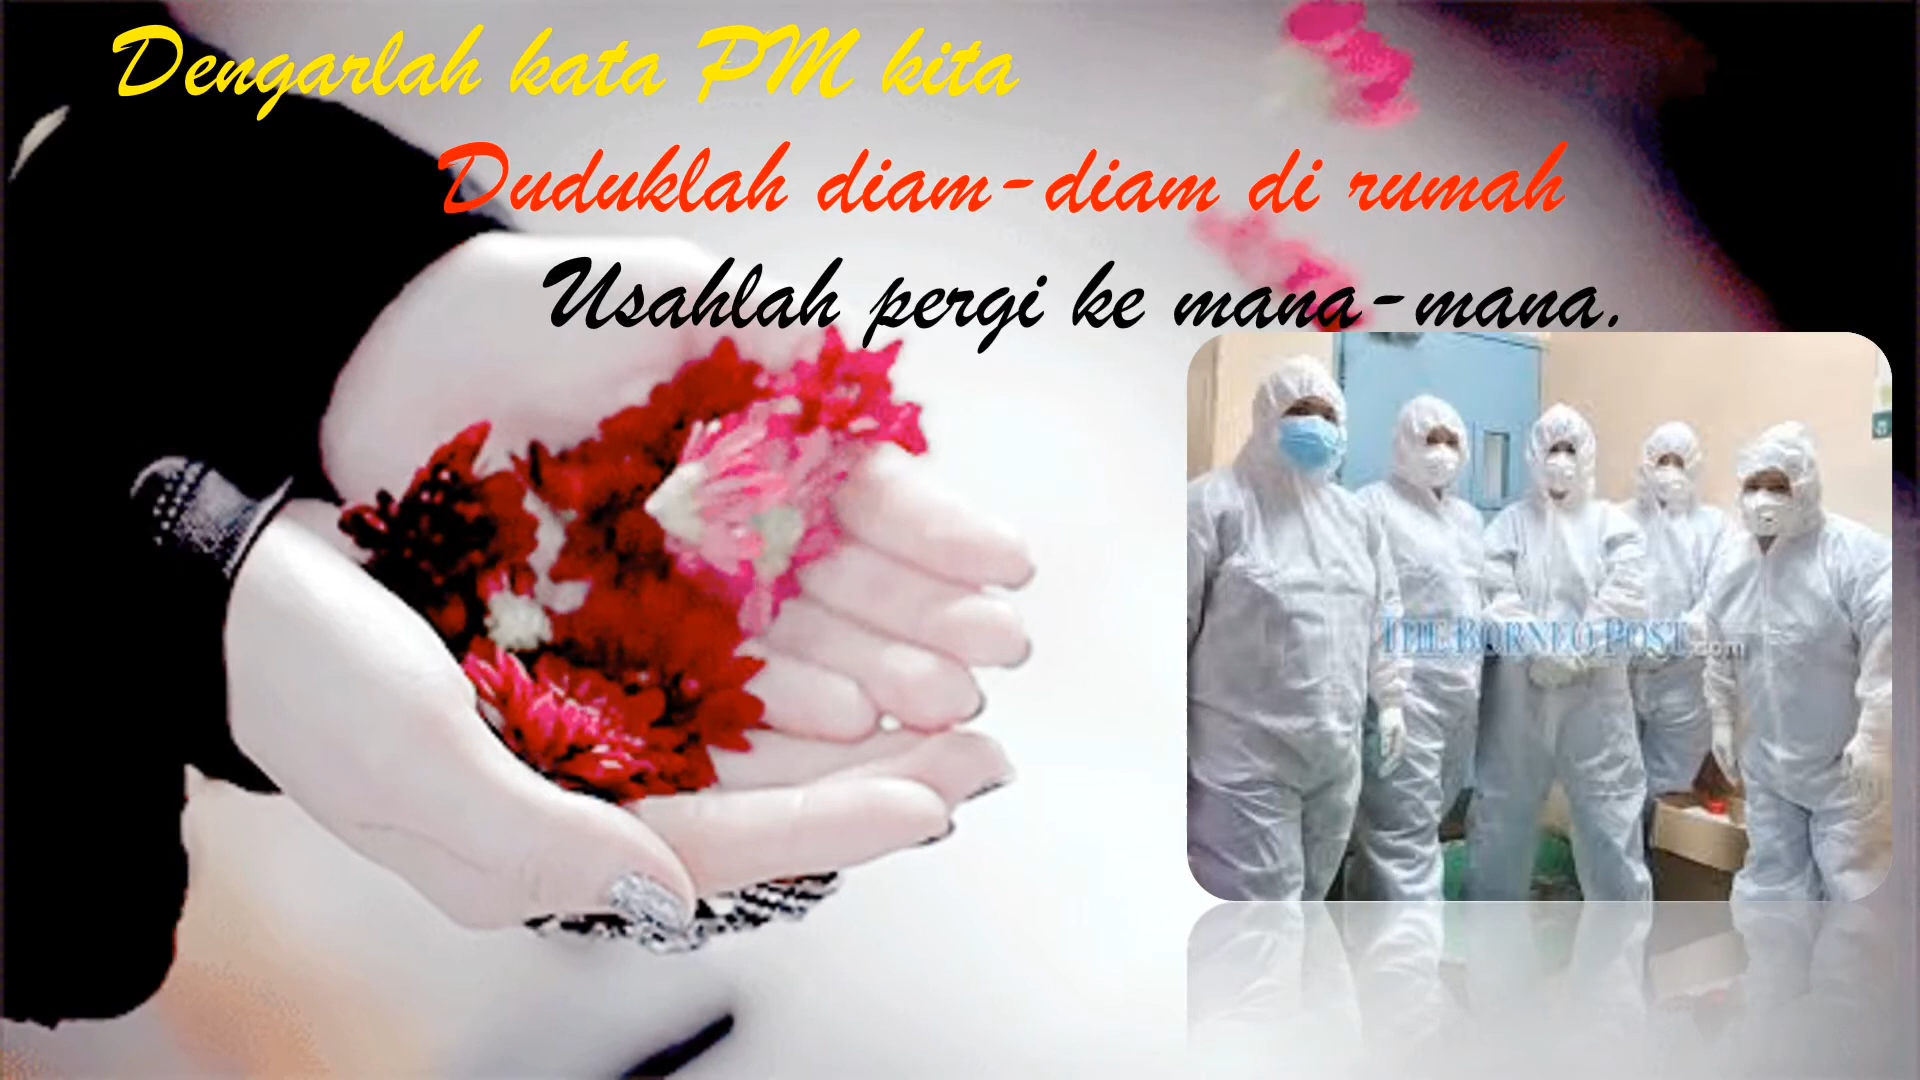 Dengarlah kata PM kita
Duduklah diam-diam di rumah
Usahlah pergi ke mana-mana.
THE BORNEO POST.com